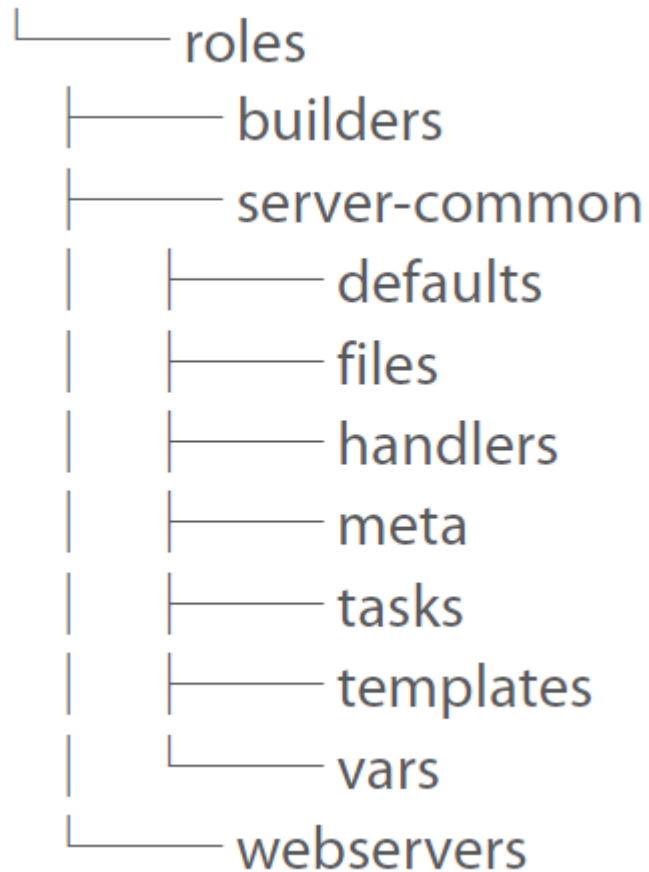 roles
builders
server-common
defaults
files
handlers
meta
tasks
templates
vars
webservers